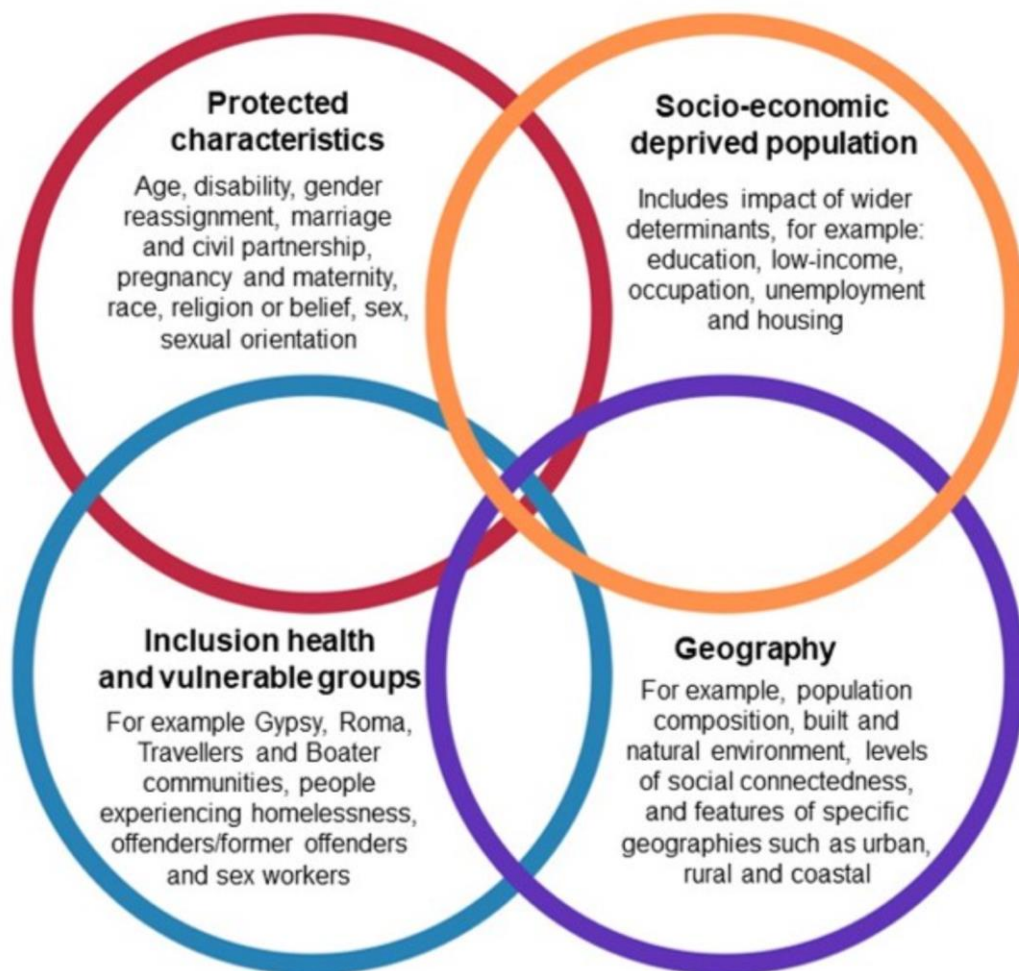 Protected
characteristics
Age, disability, gender
reassignment, marriage
and civil partnership,
pregnancy and maternity,
race, religion or belief, sex,
sexual orientation
Socio-economic
deprived population
Includes impact of wider
determinants, for example:
education, low-income,
occupation, unemployment
and housing
Inclusion health
and vulnerable groups
For example Gypsy, Roma,
Travellers and Boater
communities, people
experiencing homelessness,
offenders/former offenders
and sex workers
Geography
For example, population
composition, built and
natural environment, levels
of social connectedness,
and features of specific
geographies such as urban,
rural and coastal